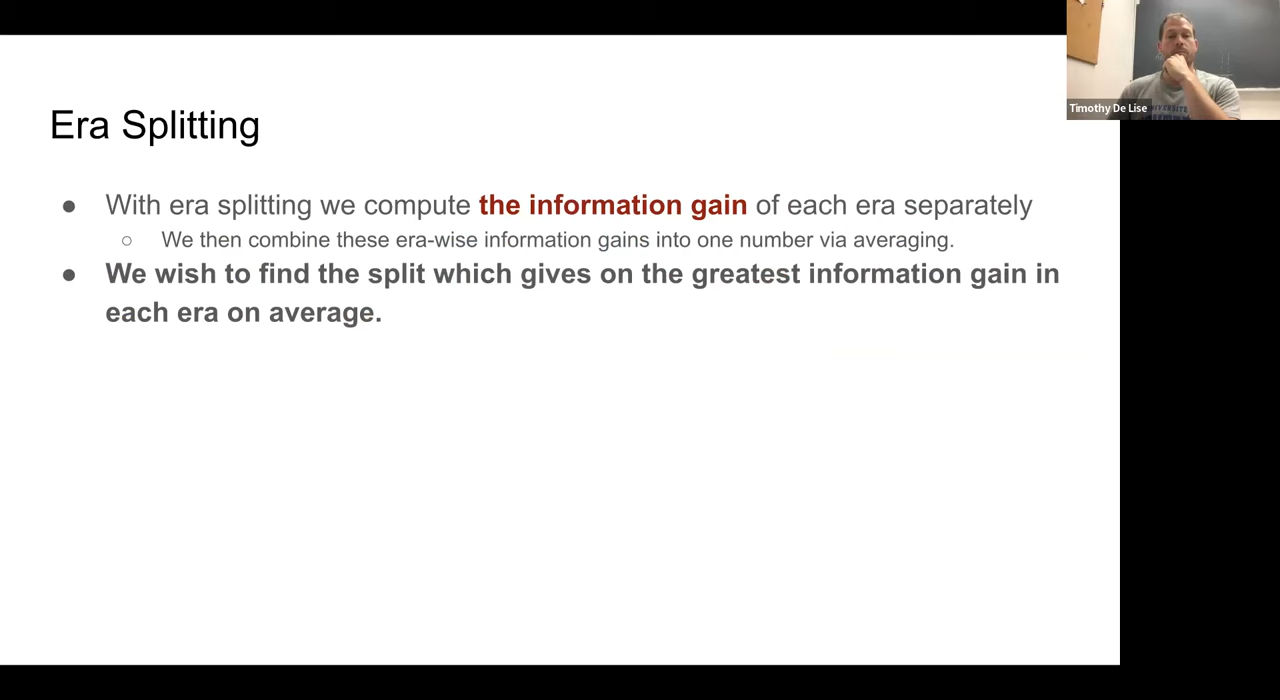 Timothy De Lise
Era Splitting
● With era splitting we compute the information gain of each era separately
○ We then combine these era-wise information gains into one number via averaging.
● We wish to find the split which gives on the greatest information gain in
each era on average.